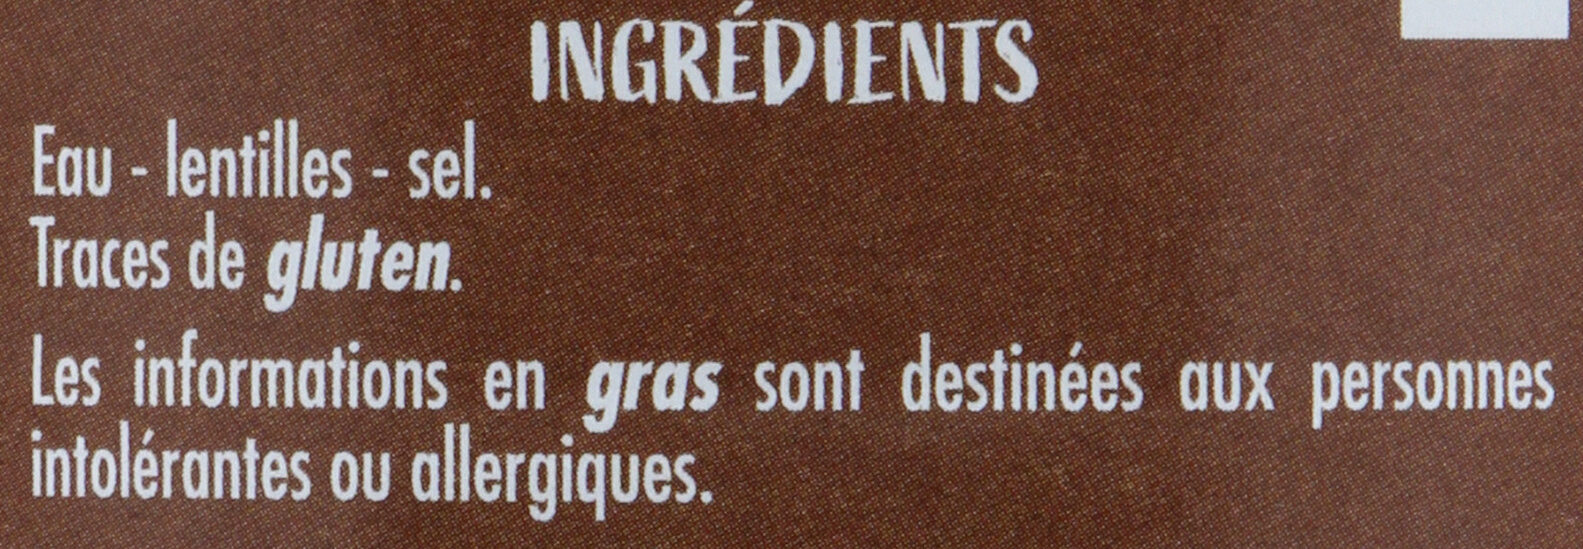 INGRÉDIENTS
Eau - lentilles - sel.
Traces de gluten.
Les informations en gras sont destinées aux personnes
intolérantes ou allergiques.